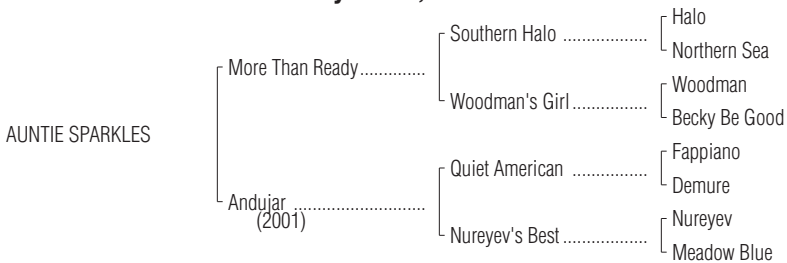 Halo
Southern Halo ..................
Northern Sea
More Than Ready..............
Woodman
Woodman's Girl................
Becky Be Good
AUNTIE SPARKLES
Fappiano
Quiet American ................
Demure
Andujar ............................
(2001)
Nureyev
Nureyev's Best..................
Meadow Blue